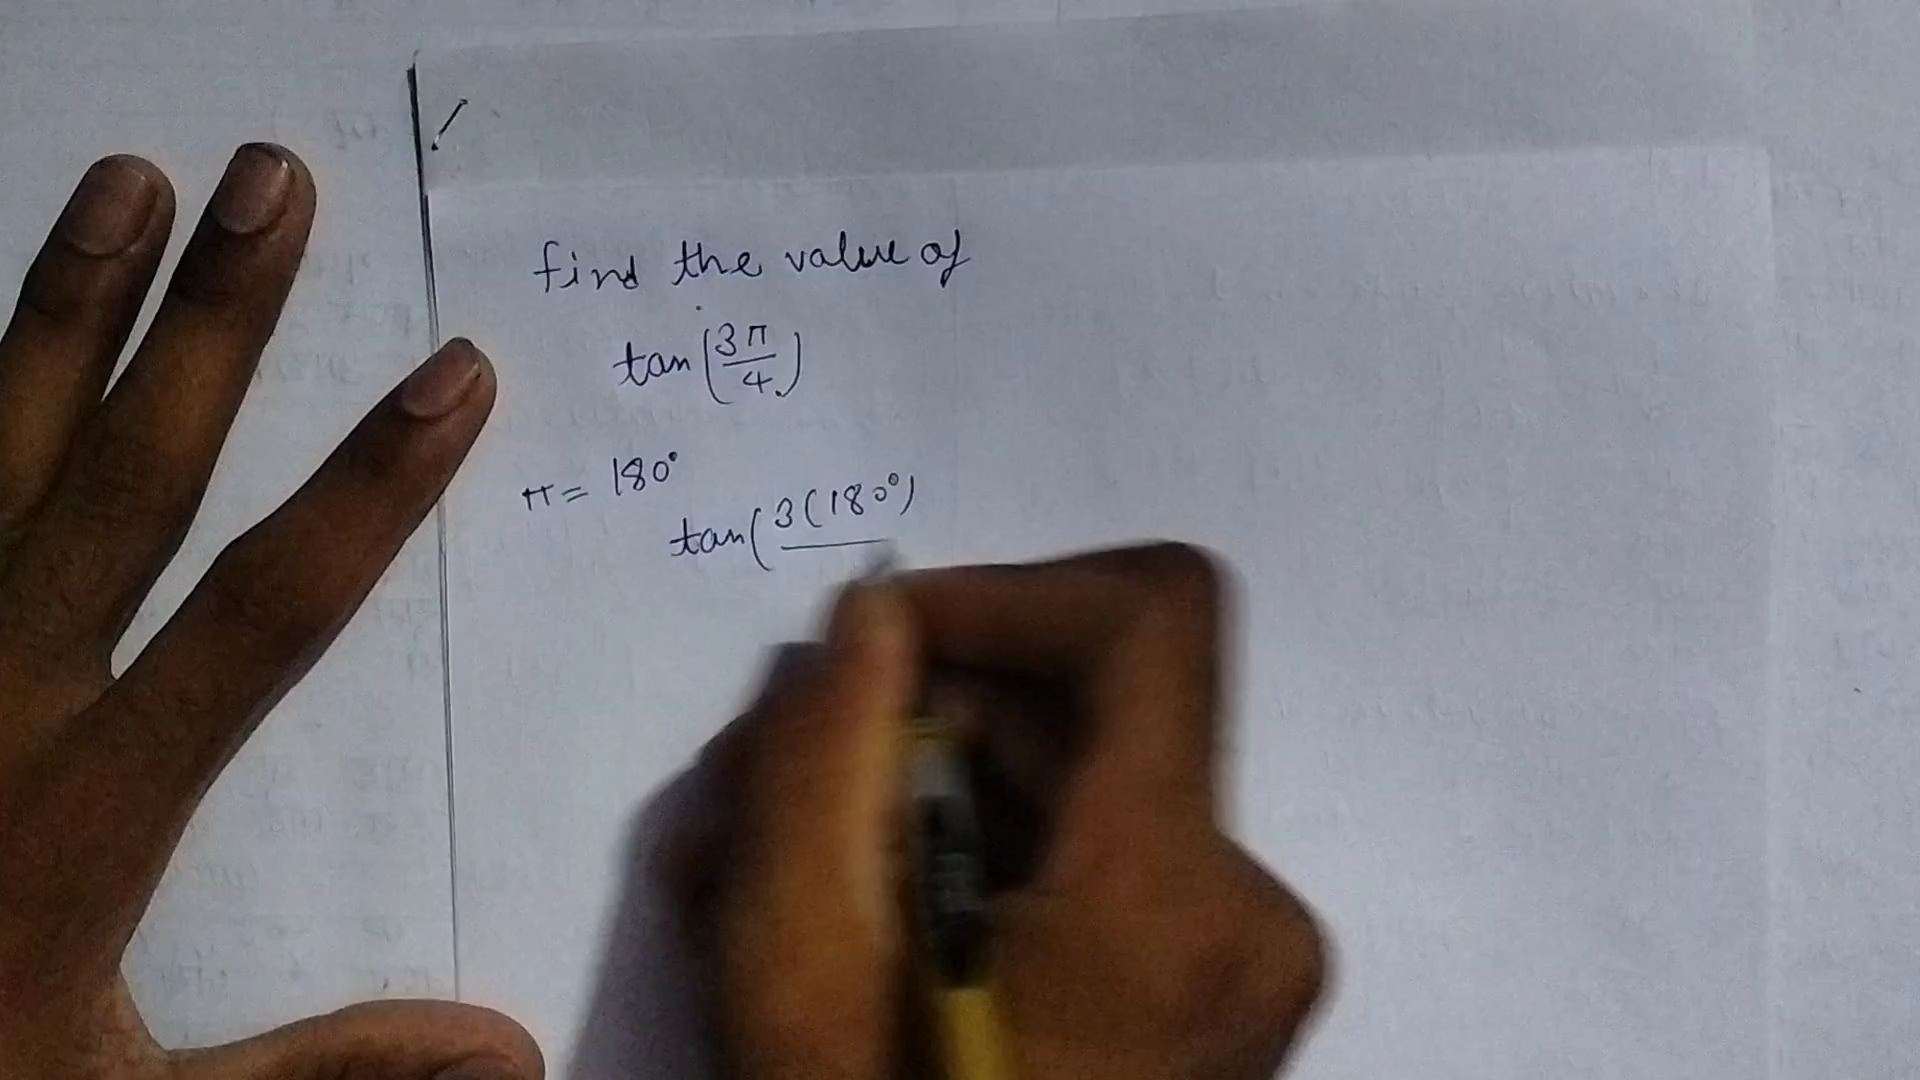 find the value of
tan(3π/4)
π = 180°
tan(3(180°)